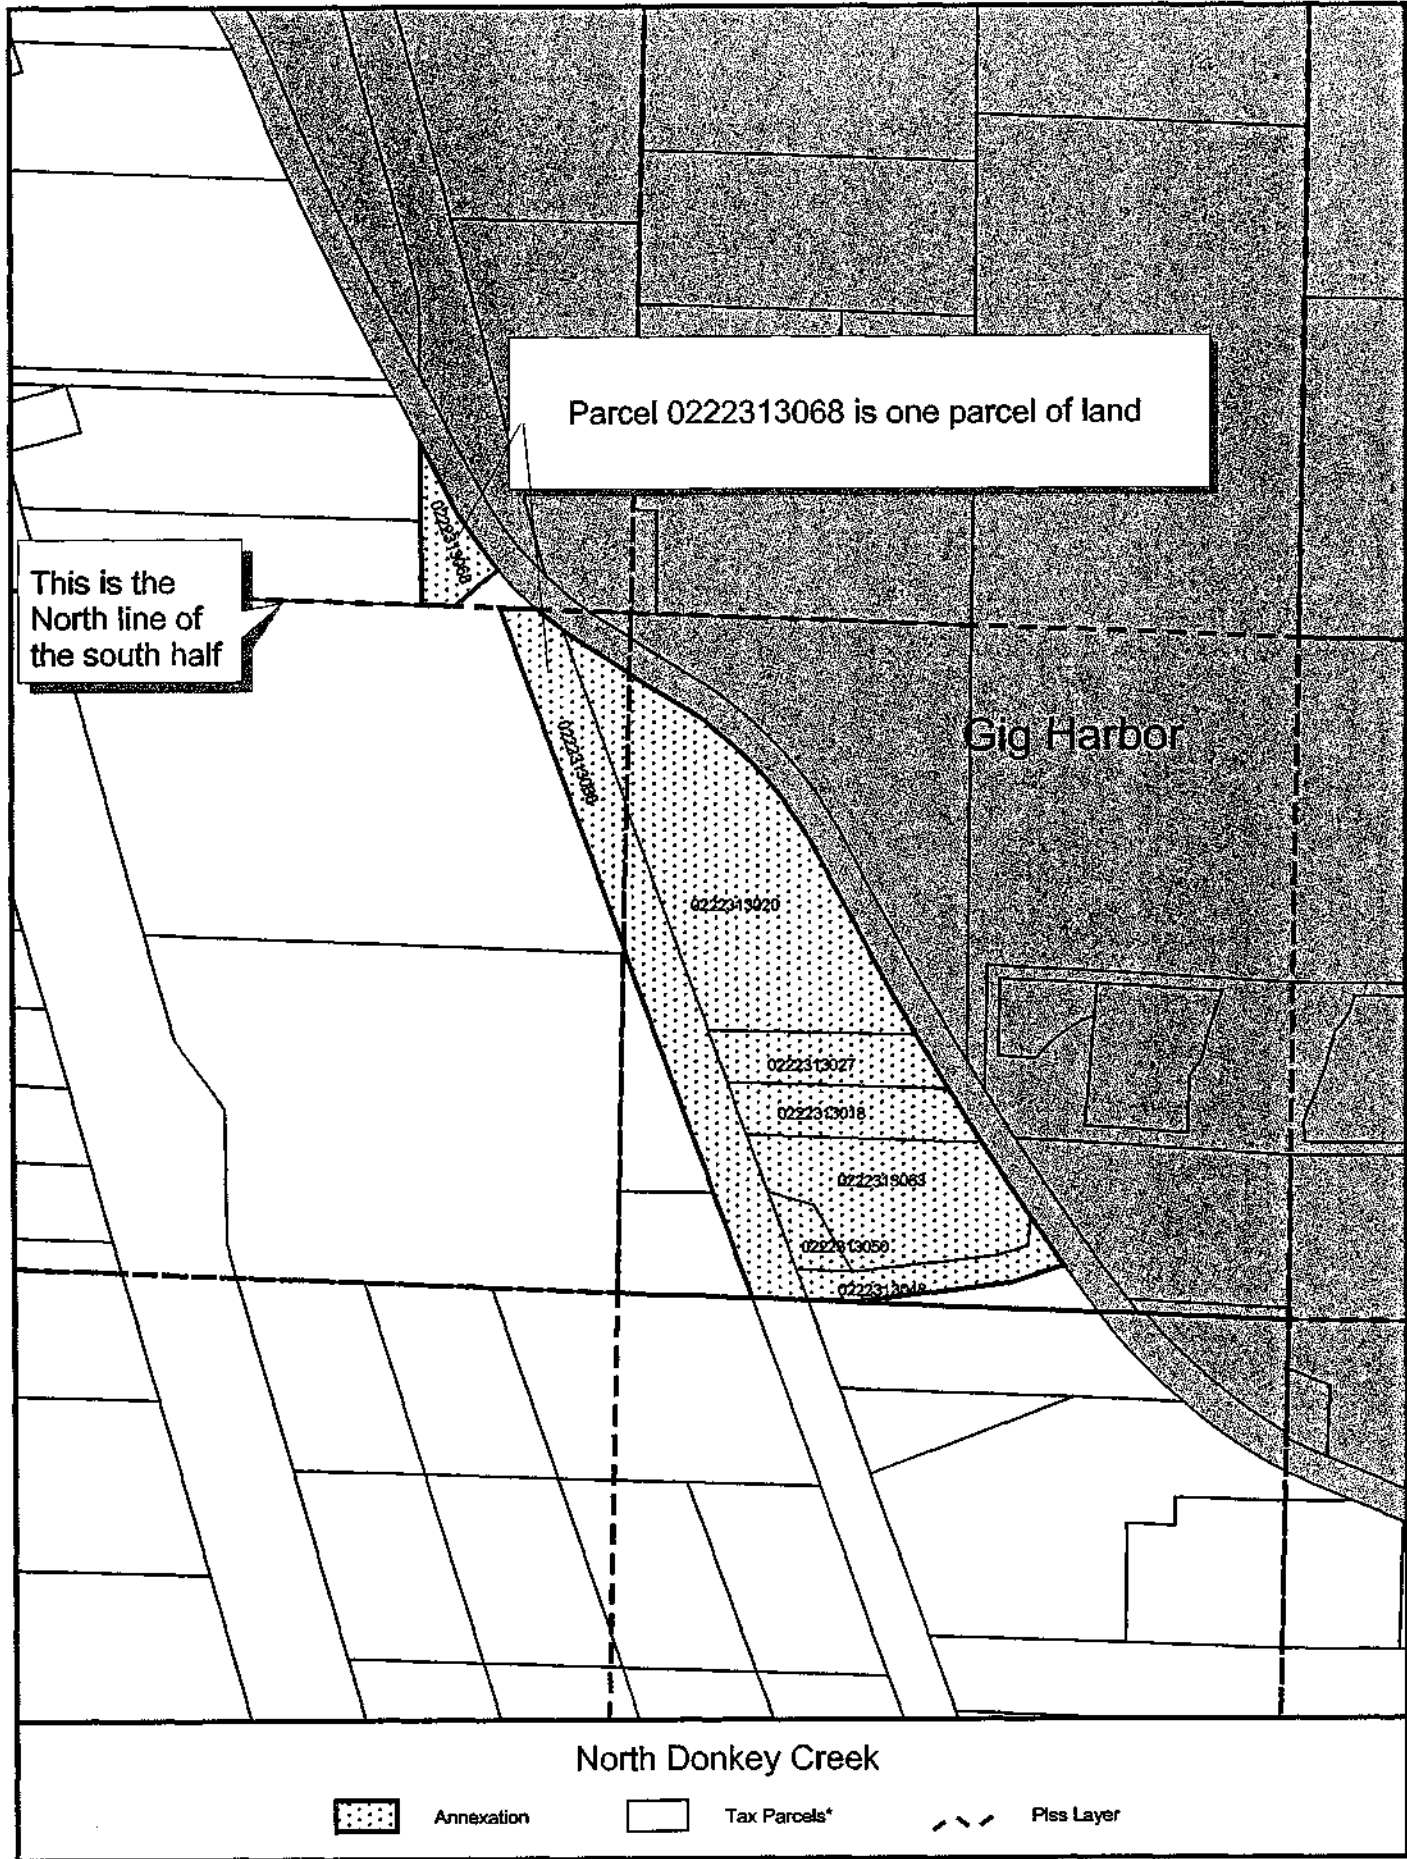 Parcel 0222313068 is one parcel of land
0222313068
This is the
North line of
the south half
Gig Harbor
0222313020
0222313027
0222313018
0222313063
0222313050
North Donkey Creek
Annexation
Tax Parcels*
Plss Layer